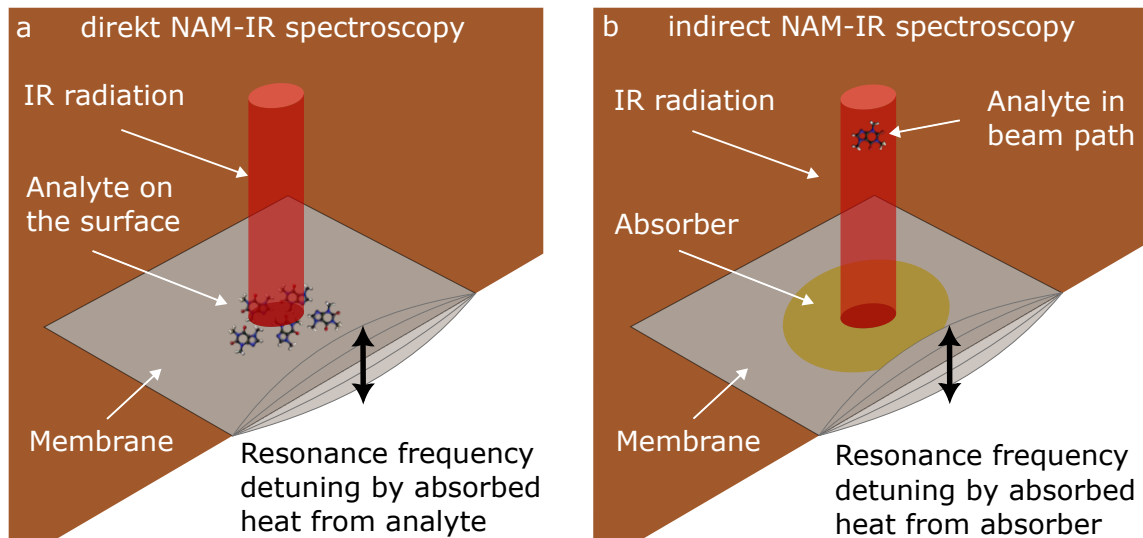 a direkt NAM-IR spectroscopy
IR radiation
Analyte on
the surface
Membrane
Resonance frequency
detuning by absorbed
heat from analyte
b indirect NAM-IR spectroscopy
IR radiation
Analyte in
beam path
Absorber
Membrane
Resonance frequency
detuning by absorbed
heat from absorber